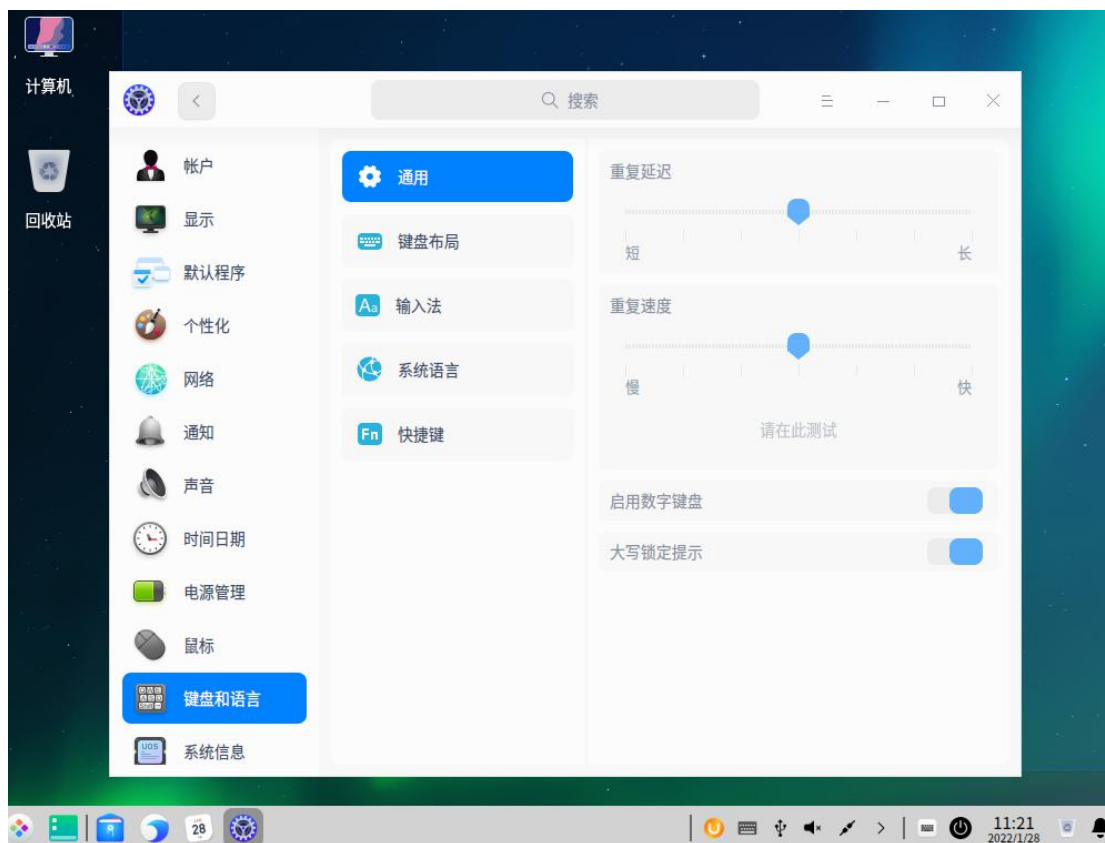 计算机
回收站
搜索
帐户
显示
默认程序
个性化
网络
通知
声音
时间日期
电源管理
鼠标
键盘和语言
UOS
系统信息
通用
键盘布局
Aa
输入法
系统语言
Fn
快捷键
重复延迟
短
长
重复速度
慢
快
请在此测试
启用数字键盘
大写锁定提示
28
11:21
2022/1/28